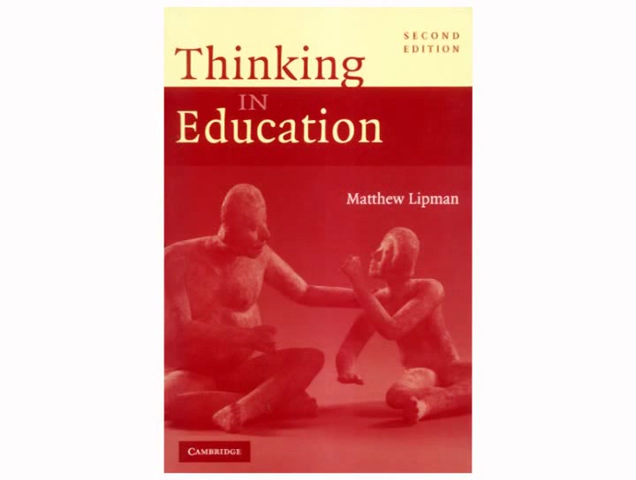 SECOND
EDITION
Thinking
IN
Education
Matthew Lipman
CAMBRIDGE